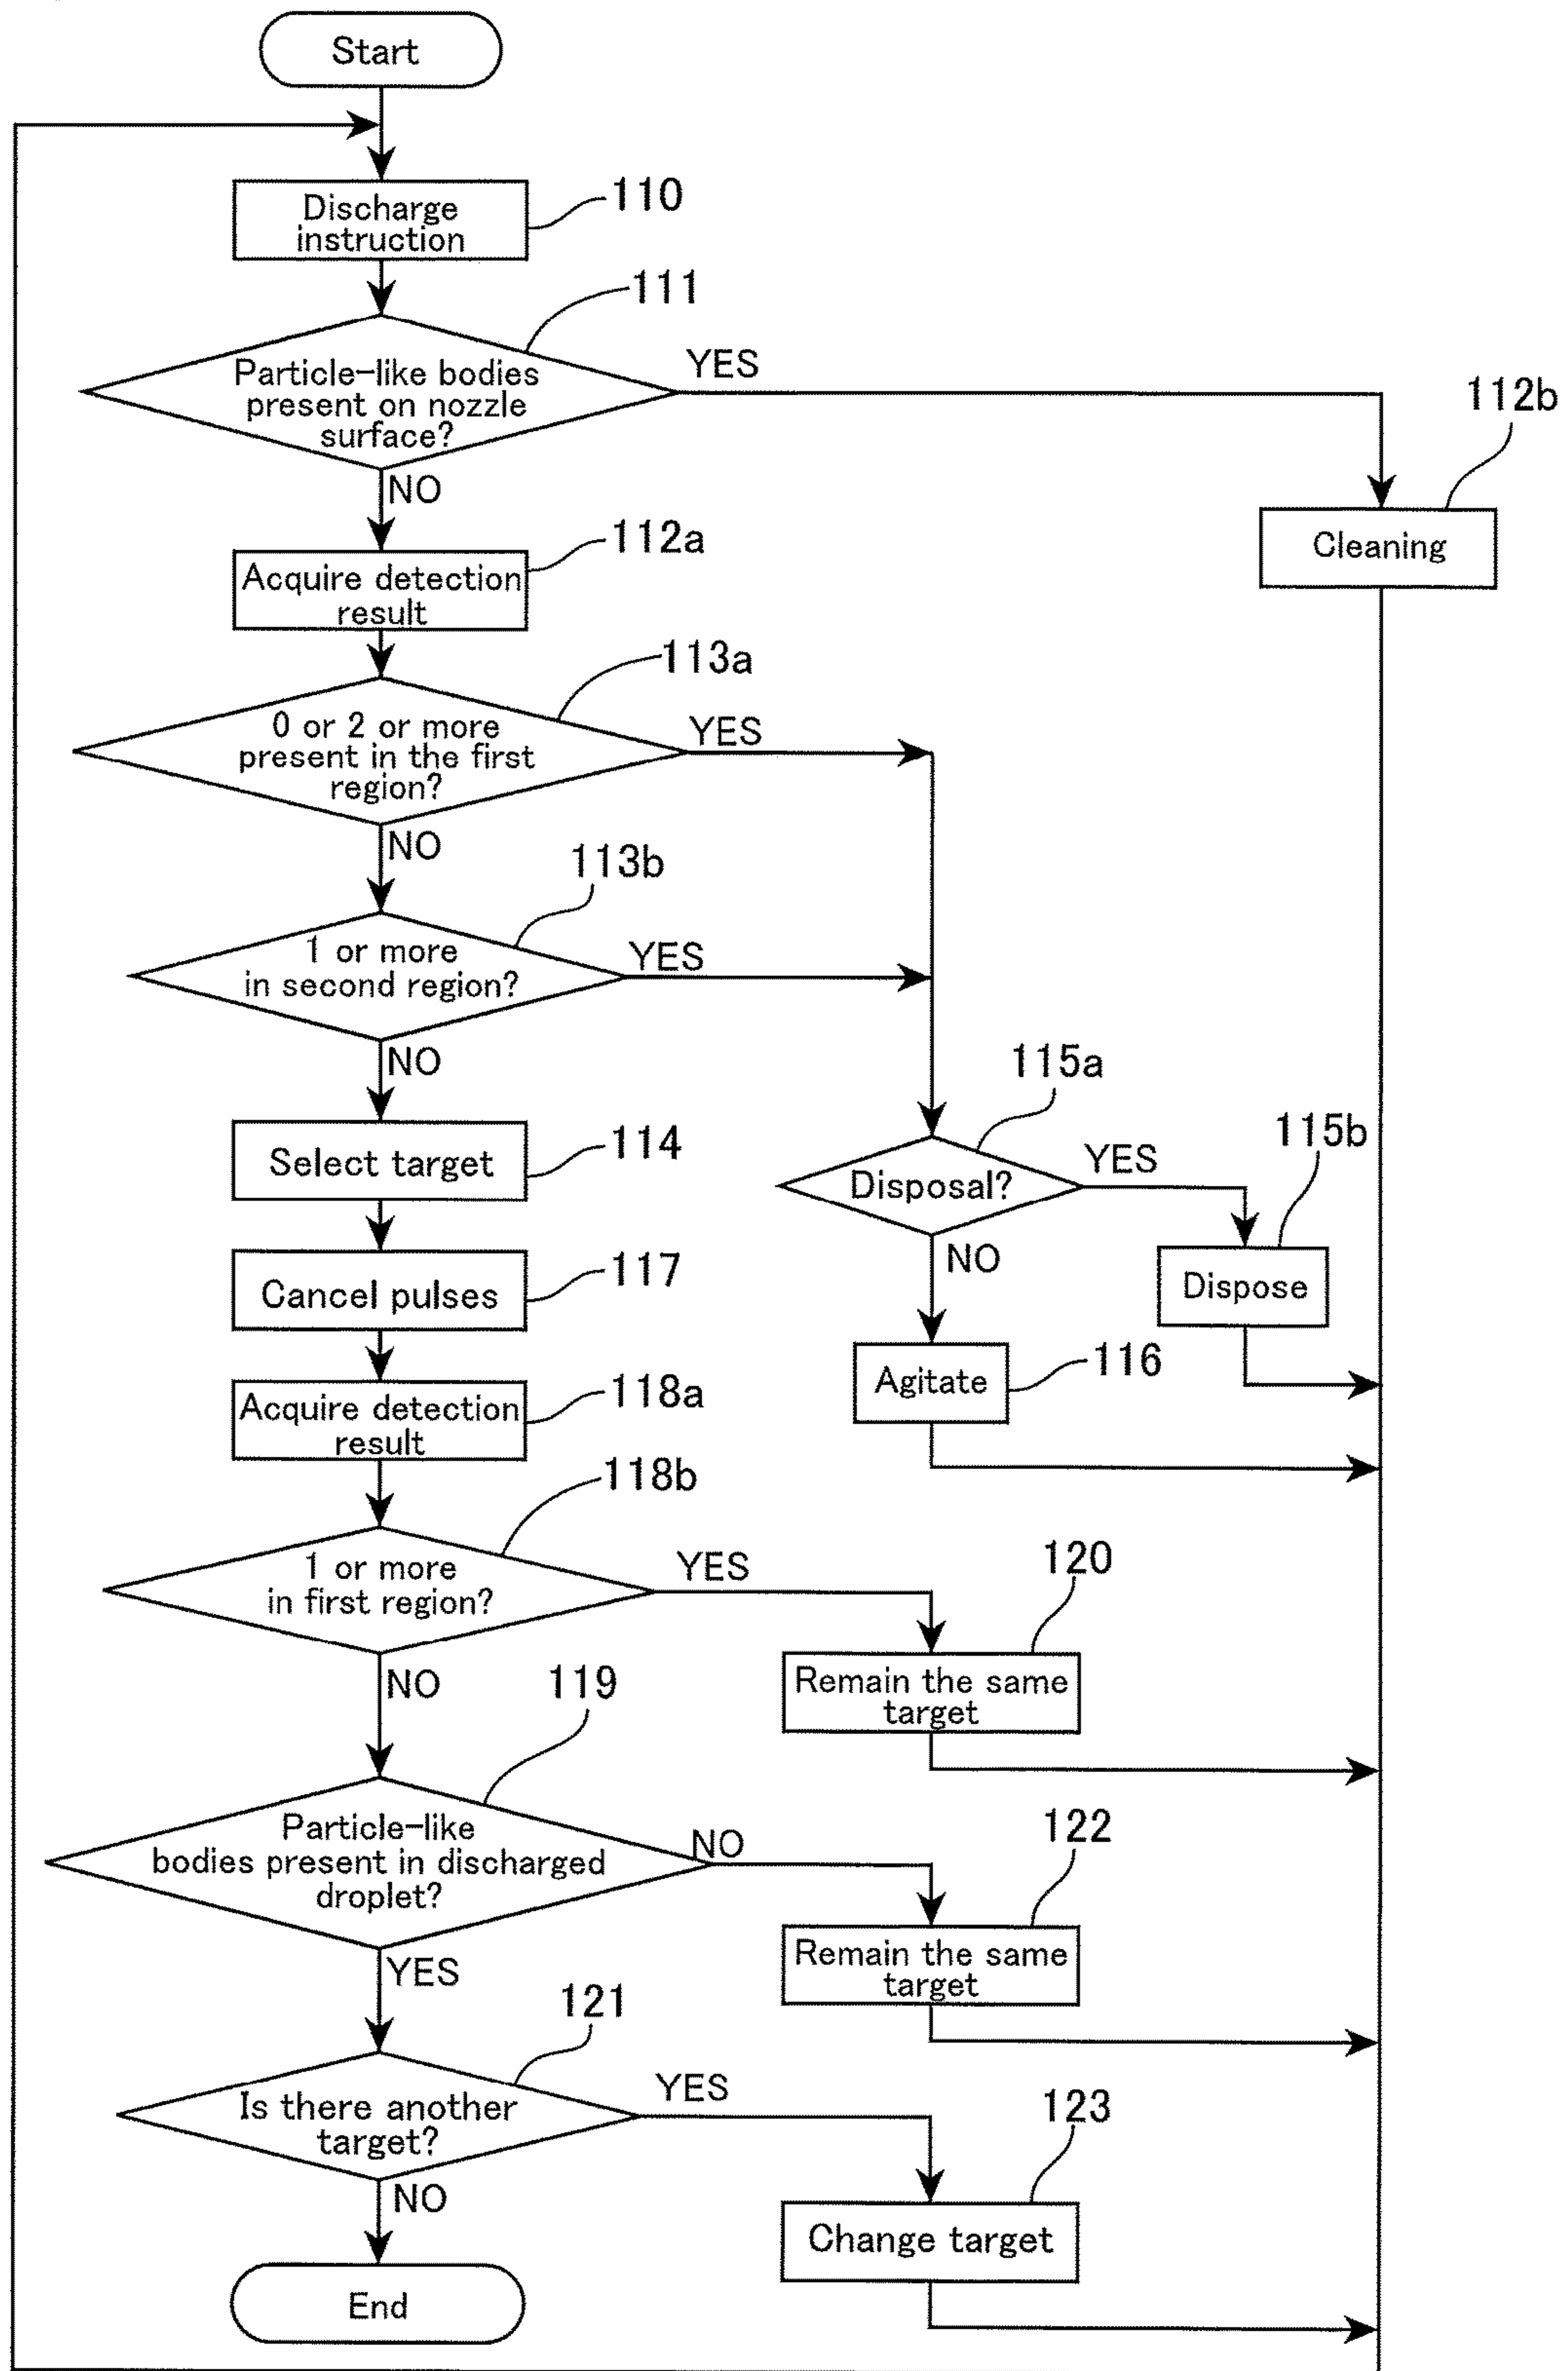 Start
Discharge
instruction
110
111
Particle-like bodies
present on nozzle
surface?
YES
NO
112b
Cleaning
112a
Acquire detection
result
113a
0 or 2 or more
present in the first
region?
YES
NO
113b
1 or more
in second region?
YES
NO
115a
Disposal?
YES
NO
115b
Dispose
114
Select target
117
Cancel pulses
116
Agitate
118a
Acquire detection
result
118b
1 or more
in first region?
YES
NO
120
Remain the same
target
119
Particle-like
bodies present in discharged
droplet?
NO
YES
122
Remain the same
target
121
Is there another
target?
YES
NO
123
Change target
End